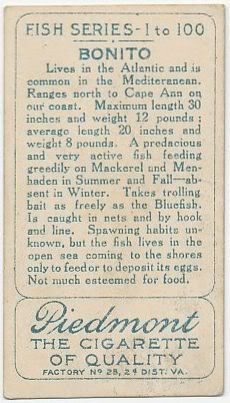 FISH SERIES-1 to 100
BONITO
Lives in the Atlantic and is
common in the Mediterranean.
Ranges north to Cape Ann on
our coast. Maximum length 30
inches and weight 12 pounds;
average length 20 inches and
weight 8 pounds. A predacious
and very active fish feeding
greedily on Mackerel and Men-
haden in Summer and Fall—ab-
sent in Winter. Takes trolling
bait as freely as the Bluefish.
Is caught in nets and by hook
and line. Spawning habits un-
known, but the fish lives in the
open sea coming to the shores
only to feed or to deposit its eggs.
Not much esteemed for food.
Piedmont
THE CIGARETTE
OF QUALITY
FACTORY Nº 25, 2d DIST. VA.